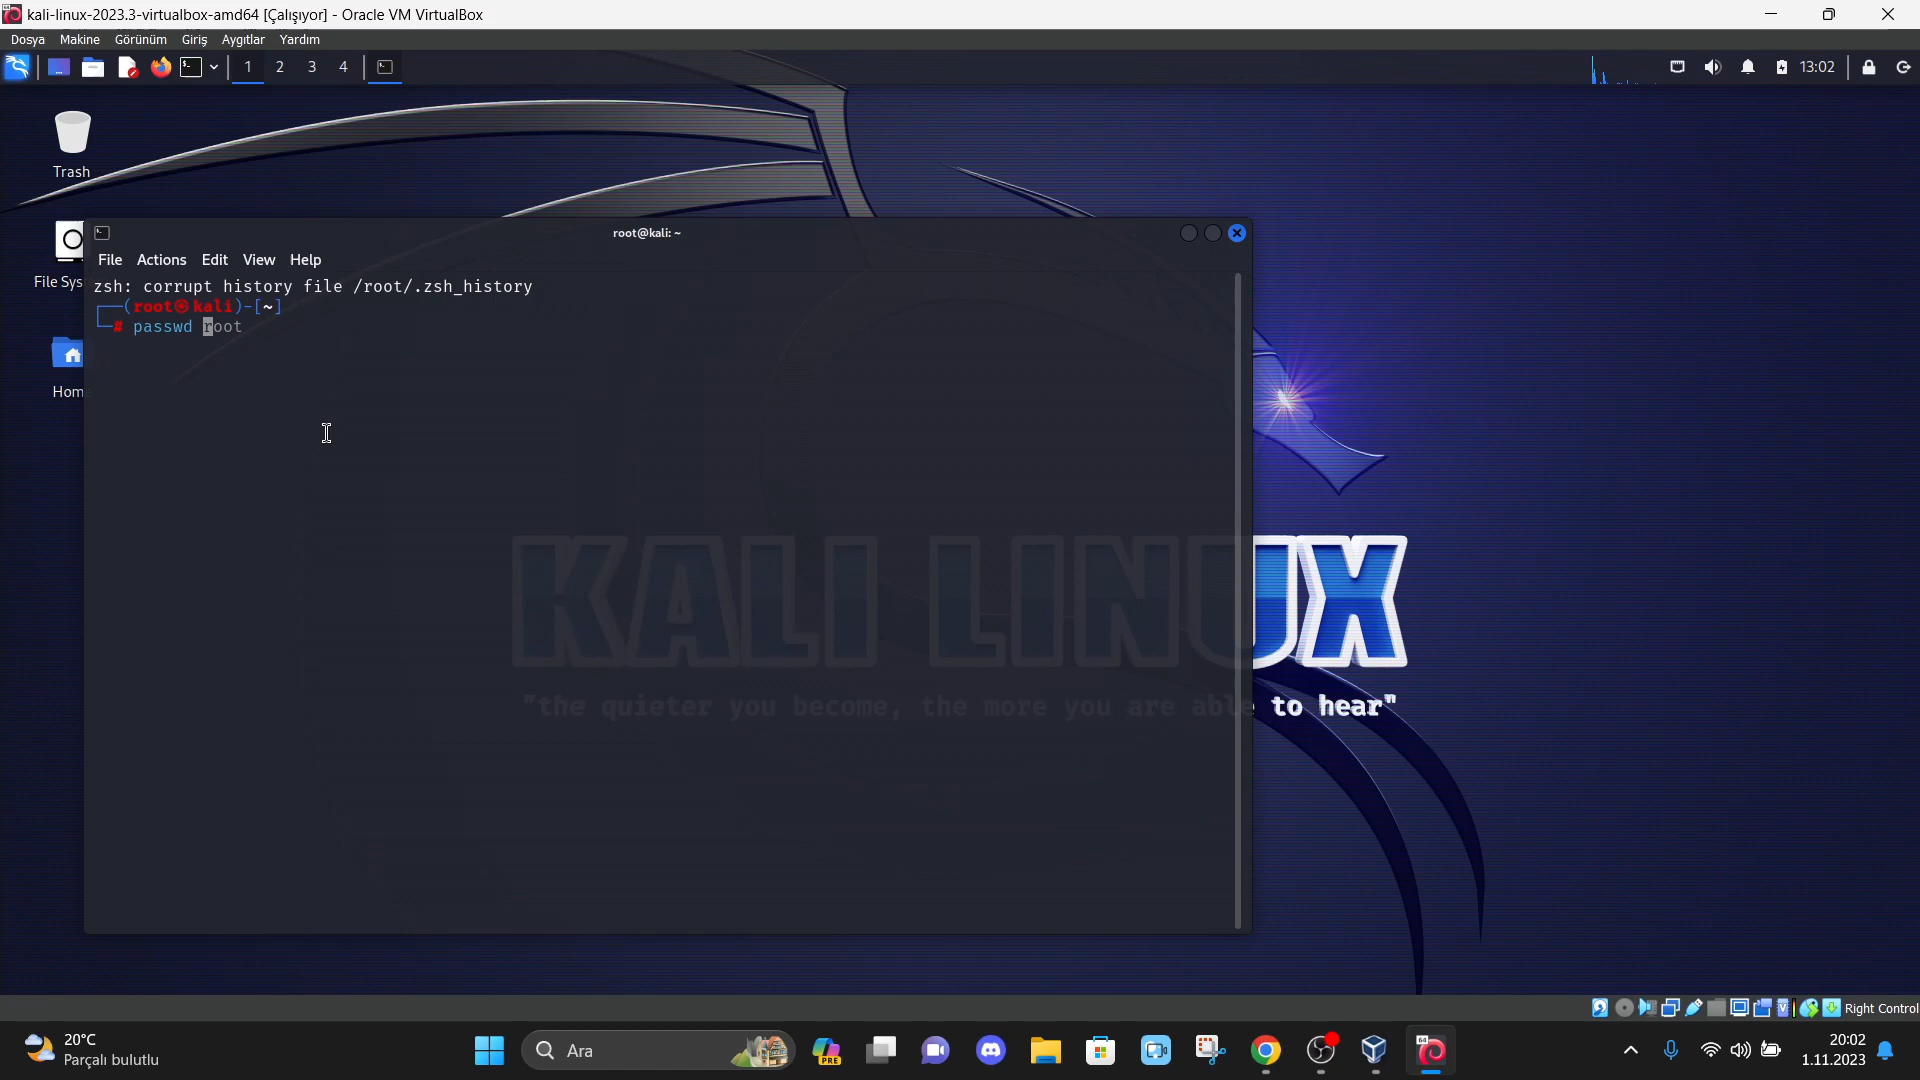 kali-linux-2023.3-virtualbox-amd64 [Çalışıyor] - Oracle VM VirtualBox
Dosya Makine Görünüm Giriş Aygıtlar Yardım
1 2 3 4
13:02
Trash
root@kali: ~
File Actions Edit View Help
File Sys
zsh: corrupt history file /root/.zsh_history
(root㉿kali)-[~]
# passwd root
Home
KALI LINUX
"the quieter you become, the more you are able to hear"
Right Control
20°C
Parçalı bulutlu
Ara
PRE
64
20:02
1.11.2023